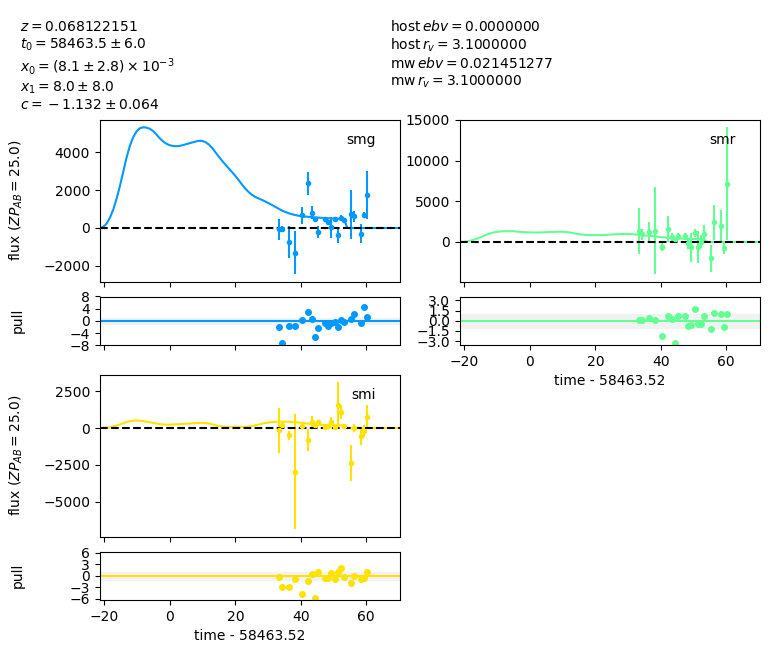 z = 0.068122151
t0 = 58463.5 ± 6.0
x0 = (8.1 ± 2.8) × 10^−3
x1 = 8.0 ± 8.0
c = −1.132 ± 0.064
host ebv = 0.0000000
host rv = 3.1000000
mw ebv = 0.021451277
mw rv = 3.1000000
flux (ZP_AB = 25.0)
4000
2000
0
−2000
smg
15000
10000
5000
0
smr
pull
8
4
0
−4
−8
3.0
1.5
0.0
−1.5
−3.0
−20 0 20 40 60
time - 58463.52
flux (ZP_AB = 25.0)
2500
0
−2500
−5000
smi
pull
6
3
0
−3
−6
−20 0 20 40 60
time - 58463.52